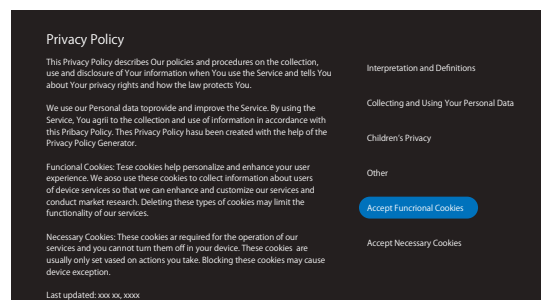 Privacy Policy
This Privacy Policy describes Our policies and procedures on the collection,
use and disclosure of Your information when You use the Service and tells You
about Your privacy rights and how the law protects You.
We use our Personal data toprovide and improve the Service. By using the
Service, You agrii to the collection and use of information in accordance with
this Pribacy Policy. Thes Privacy Policy hasu been created with the help of the
Privacy Policy Generator.
Funcional Cookies: Tese cookies help personalize and enhance your user
experience. We aoso use these cookies to collect information about users
of device services so that we can enhance and customize our services and
conduct market research. Deleting these types of cookies may limit the
functionality of our services.
Necessary Cookies: These cookies ar required for the operation of our
services and you cannot turn them off in your device. These cookies are
usually only set vased on actions you take. Blocking these cookies may cause
device exception.
Last updated: xxx xx, xxxx
Interpretation and Definitions
Collecting and Using Your Personal Data
Children's Privacy
Other
Accept Funcrional Cookies
Accept Necessary Cookies